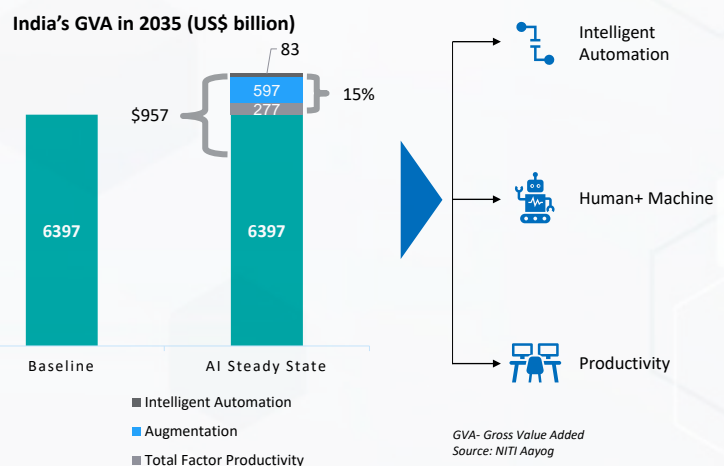 India's GVA in 2035 (US$ billion)
83
597
277
$957
15%
6397
6397
Baseline
AI Steady State
Intelligent Automation
Augmentation
Total Factor Productivity
Intelligent
Automation
Human+ Machine
Productivity
GVA- Gross Value Added
Source: NITI Aayog